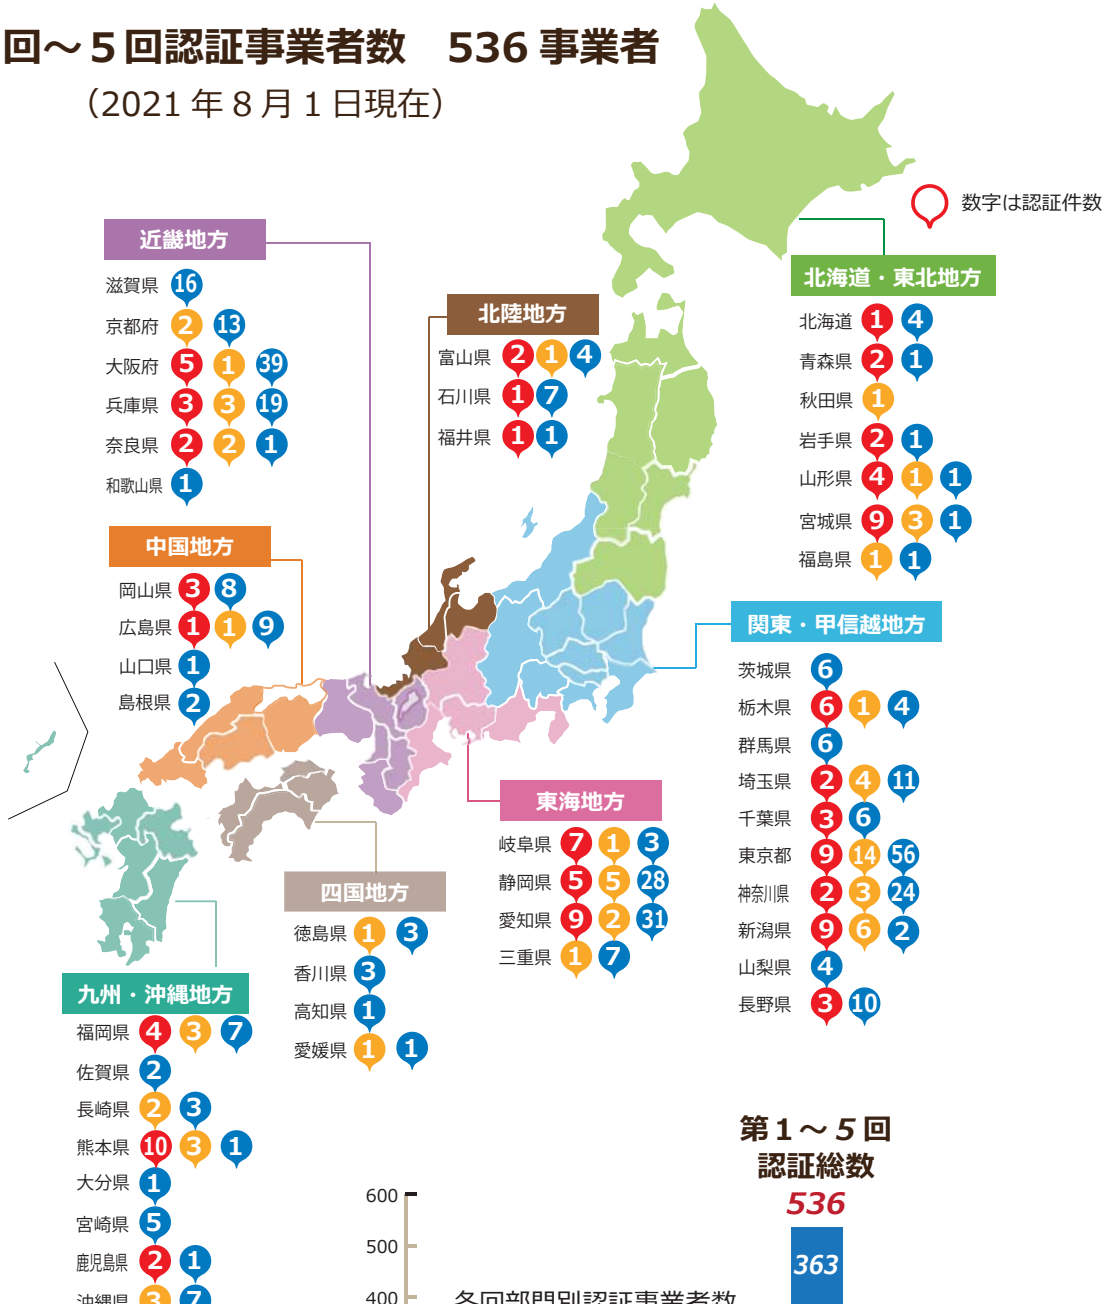 回～5回認証事業者数　536 事業者
（2021 年 8 月 1 日現在）
数字は認証件数
近畿地方
滋賀県 16
京都府 2 13
大阪府 5 1 39
兵庫県 3 3 19
奈良県 2 2 1
和歌山県 1
北陸地方
富山県 2 1 4
石川県 1 7
福井県 1 1
北海道・東北地方
北海道 1 4
青森県 2 1
秋田県 1
岩手県 2 1
山形県 4 1 1
宮城県 9 3 1
福島県 1 1
中国地方
岡山県 3 8
広島県 1 1 9
山口県 1
島根県 2
関東・甲信越地方
茨城県 6
栃木県 6 1 4
群馬県 6
埼玉県 2 4 11
千葉県 3 6
東京都 9 14 56
神奈川県 2 3 24
新潟県 9 6 2
山梨県 4
長野県 3 10
東海地方
岐阜県 7 1 3
静岡県 5 5 28
愛知県 9 2 31
三重県 1 7
四国地方
徳島県 1 3
香川県 3
高知県 1
愛媛県 1 1
九州・沖縄地方
福岡県 4 3 7
佐賀県 2
長崎県 2 3
熊本県 10 3 1
大分県 1
宮崎県 5
鹿児島県 2 1
沖縄県 3 7
第1～5回
認証総数
536
363
600
500
400
各回部門別認証事業者数